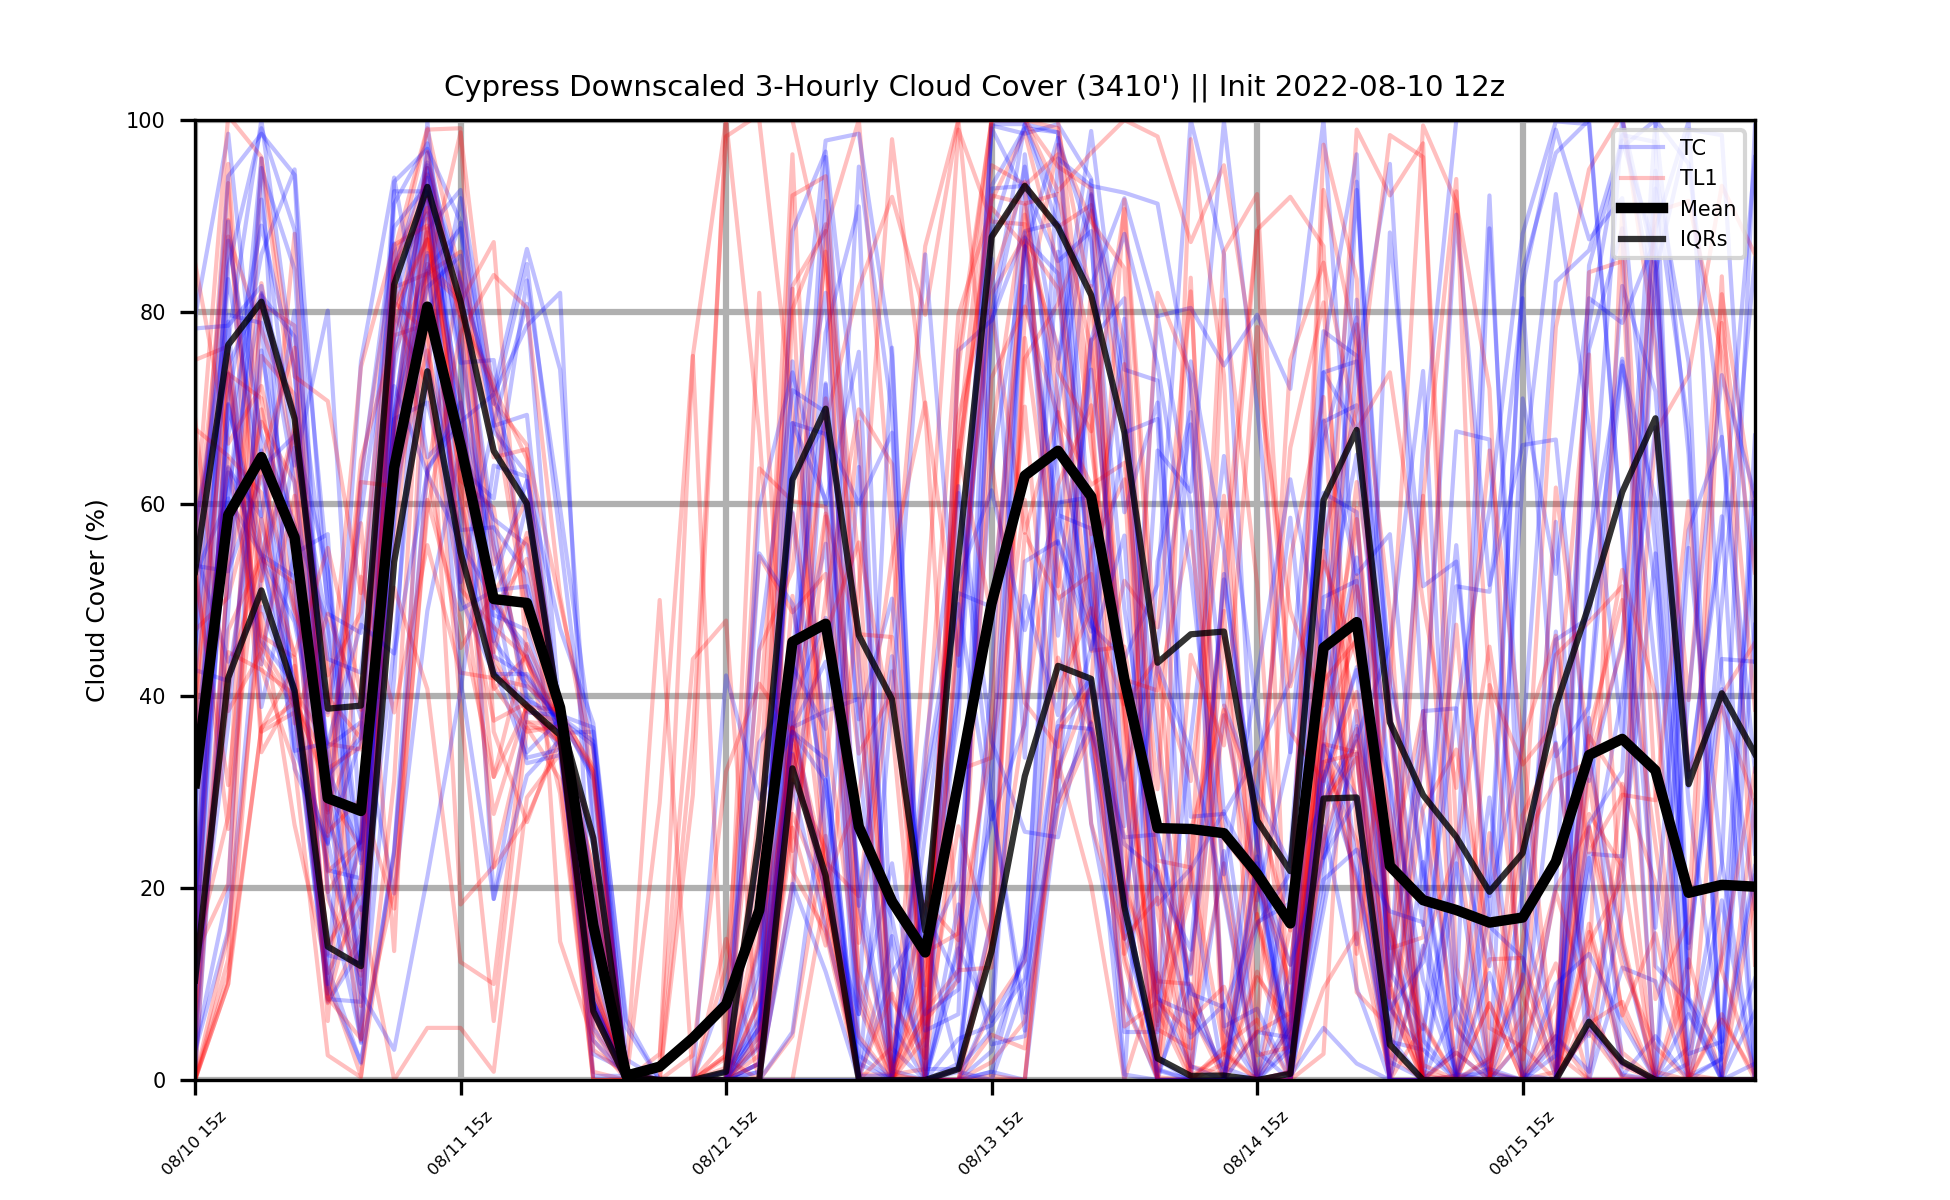 Cypress Downscaled 3-Hourly Cloud Cover (3410') || Init 2022-08-10 12z
Cloud Cover (%)
100
80
60
40
20
0
TC
TL1
Mean
IQRs
08/10 15z
08/11 15z
08/12 15z
08/13 15z
08/14 15z
08/15 15z